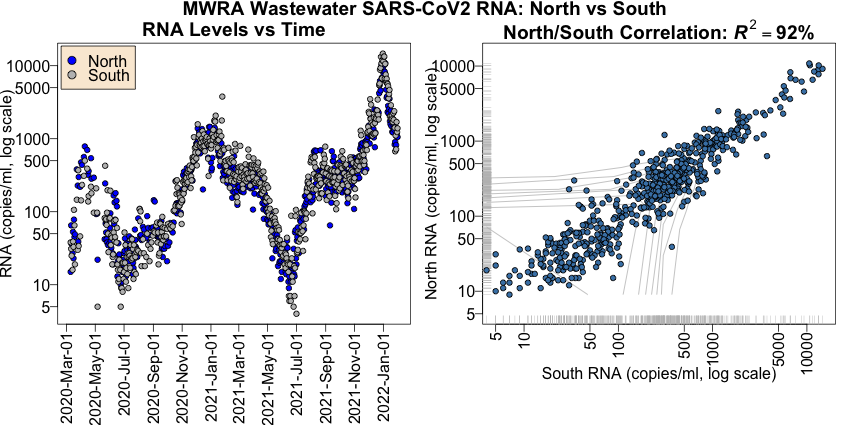 MWRA Wastewater SARS-CoV2 RNA: North vs South
RNA Levels vs Time
RNA (copies/ml, log scale)
10000
5000
1000
500
100
50
10
5
North
South
2020-Mar-01
2020-May-01
2020-Jul-01
2020-Sep-01
2020-Nov-01
2021-Jan-01
2021-Mar-01
2021-May-01
2021-Jul-01
2021-Sep-01
2021-Nov-01
2022-Jan-01
North/South Correlation: R² = 92%
North RNA (copies/ml, log scale)
10000
5000
1000
500
100
50
10
5
5
10
50
100
500
1000
5000
10000
South RNA (copies/ml, log scale)